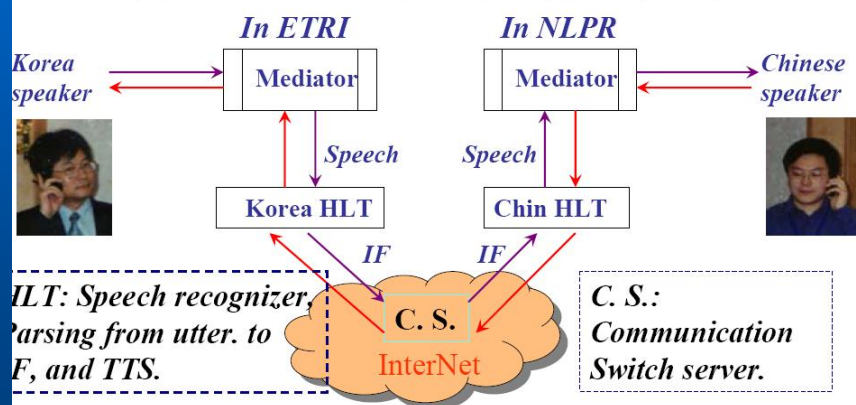 In ETRI
In NLPR
Korea
speaker
Mediator
Mediator
Chinese
speaker
Speech
Speech
Korea HLT
Chin HLT
IF
IF
HLT: Speech recognizer,
Parsing from utter. to
F, and TTS.
C. S.
InterNet
C. S.:
Communication
Switch server.